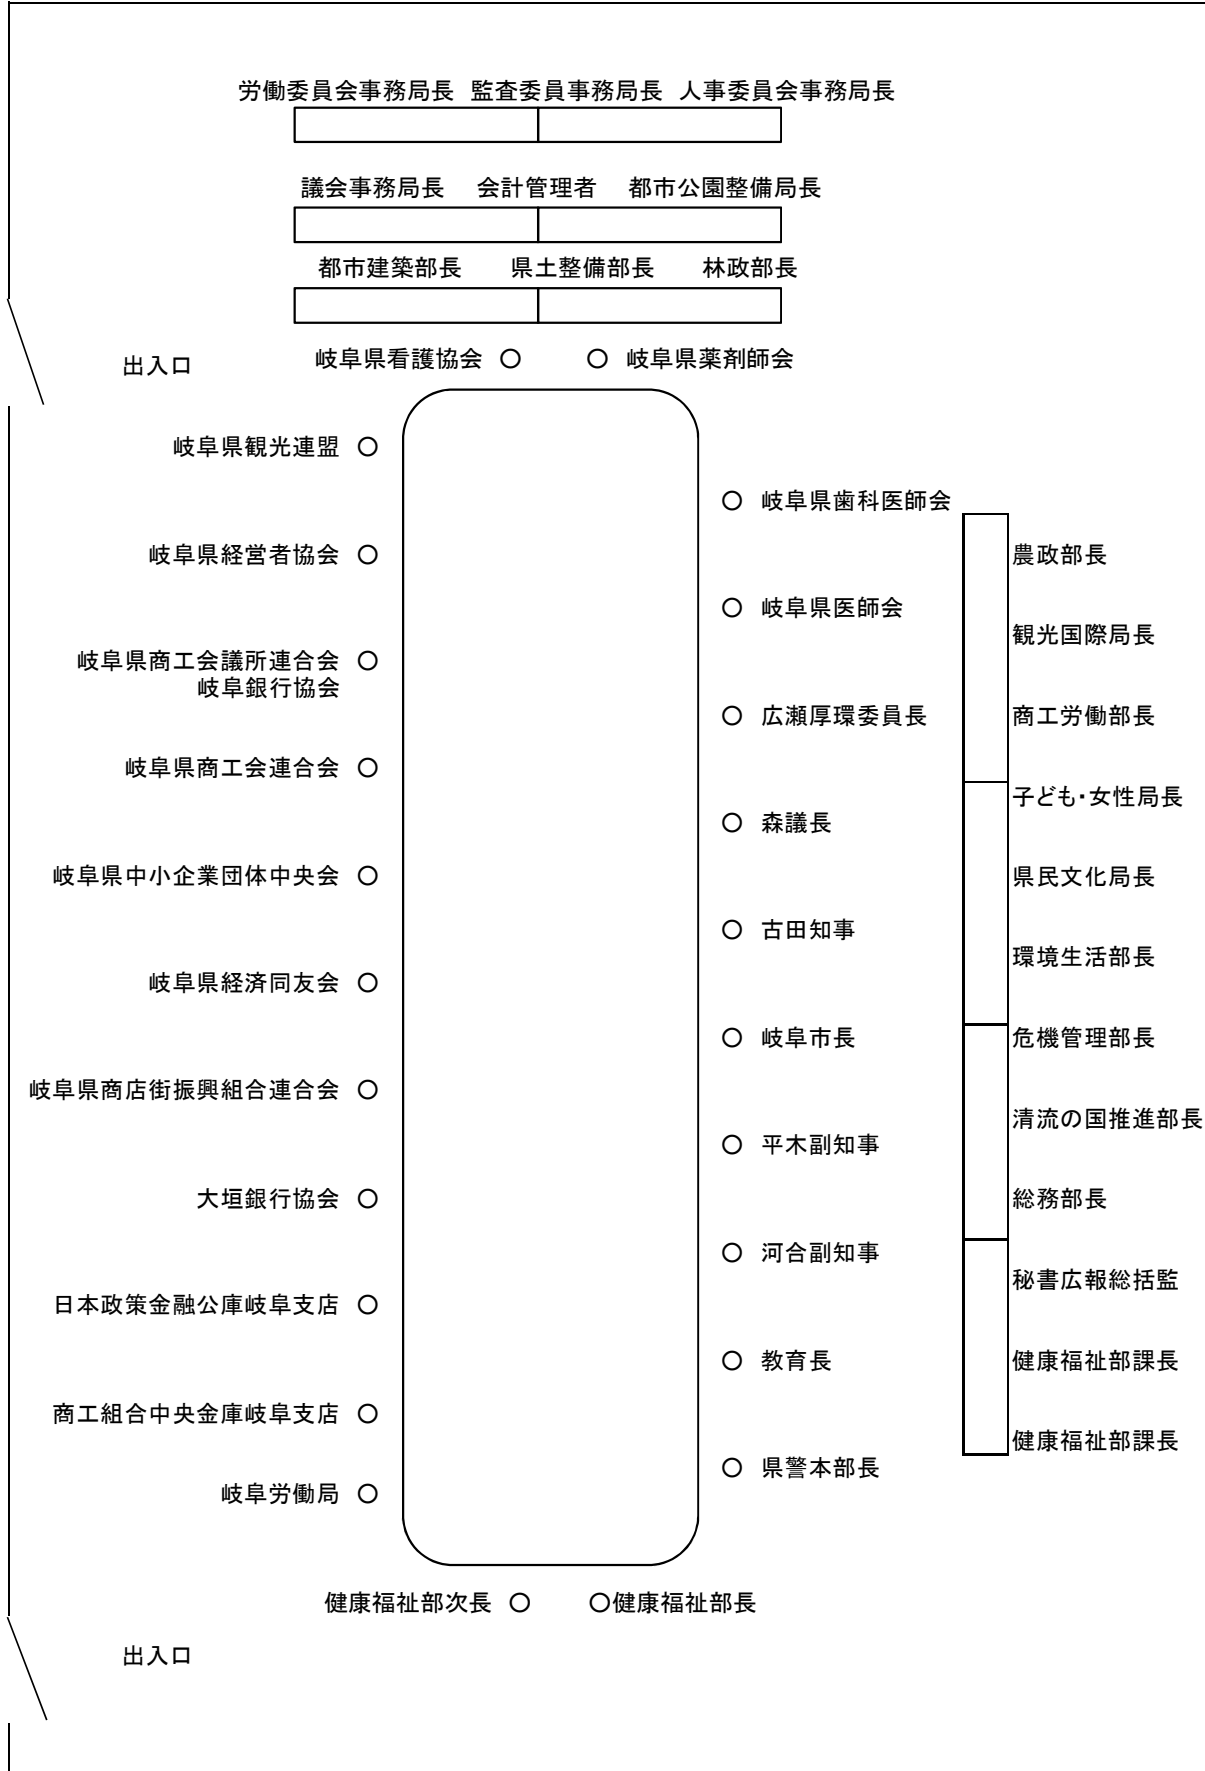 労働委員会事務局長 監査委員事務局長 人事委員会事務局長
議会事務局長 会計管理者 都市公園整備局長
都市建築部長 県土整備部長 林政部長
出入口
岐阜県看護協会 ○ ○ 岐阜県薬剤師会
岐阜県観光連盟 ○
○ 岐阜県歯科医師会
岐阜県経営者協会 ○
農政部長
○ 岐阜県医師会
観光国際局長
岐阜県商工会議所連合会 ○
岐阜銀行協会
○ 広瀬厚環委員長
商工労働部長
岐阜県商工会連合会 ○
子ども・女性局長
○ 森議長
岐阜県中小企業団体中央会 ○
県民文化局長
○ 古田知事
環境生活部長
岐阜県経済同友会 ○
○ 岐阜市長
危機管理部長
岐阜県商店街振興組合連合会 ○
清流の国推進部長
○ 平木副知事
大垣銀行協会 ○
総務部長
○ 河合副知事
秘書広報総括監
日本政策金融公庫岐阜支店 ○
○ 教育長
健康福祉部課長
商工組合中央金庫岐阜支店 ○
健康福祉部課長
○ 県警本部長
岐阜労働局 ○
健康福祉部次長 ○ ○健康福祉部長
出入口